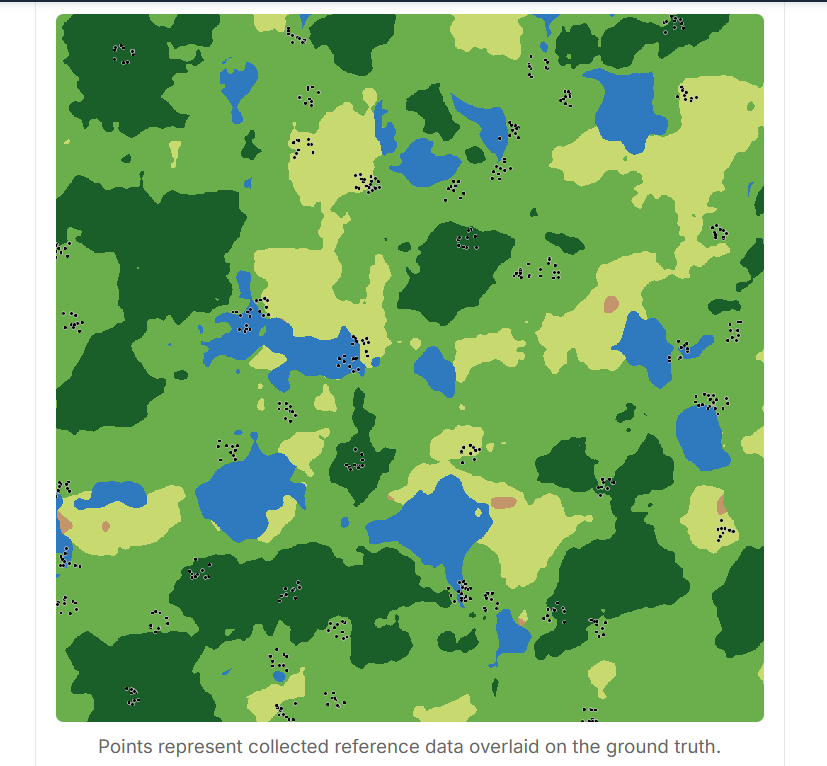 Points represent collected reference data overlaid on the ground truth.